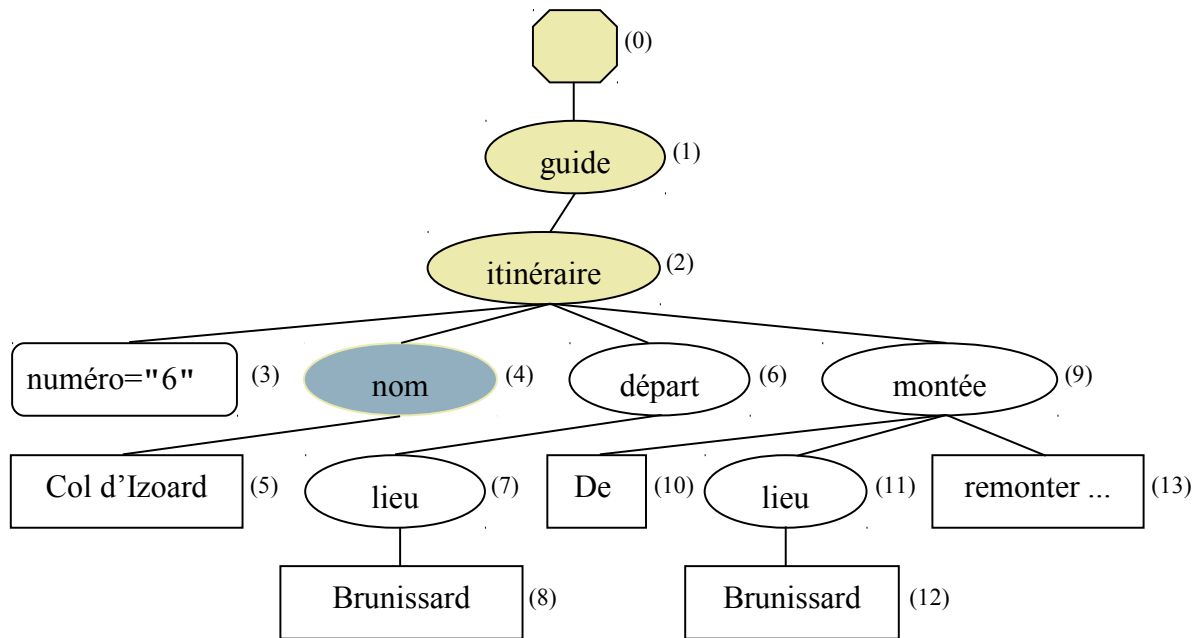 (0)
guide (1)
itinéraire (2)
numéro="6" (3) nom (4) départ (6) montée (9)
Col d’Izoard (5) lieu (7) De (10) lieu (11) remonter ... (13)
Brunissard (8) Brunissard (12)